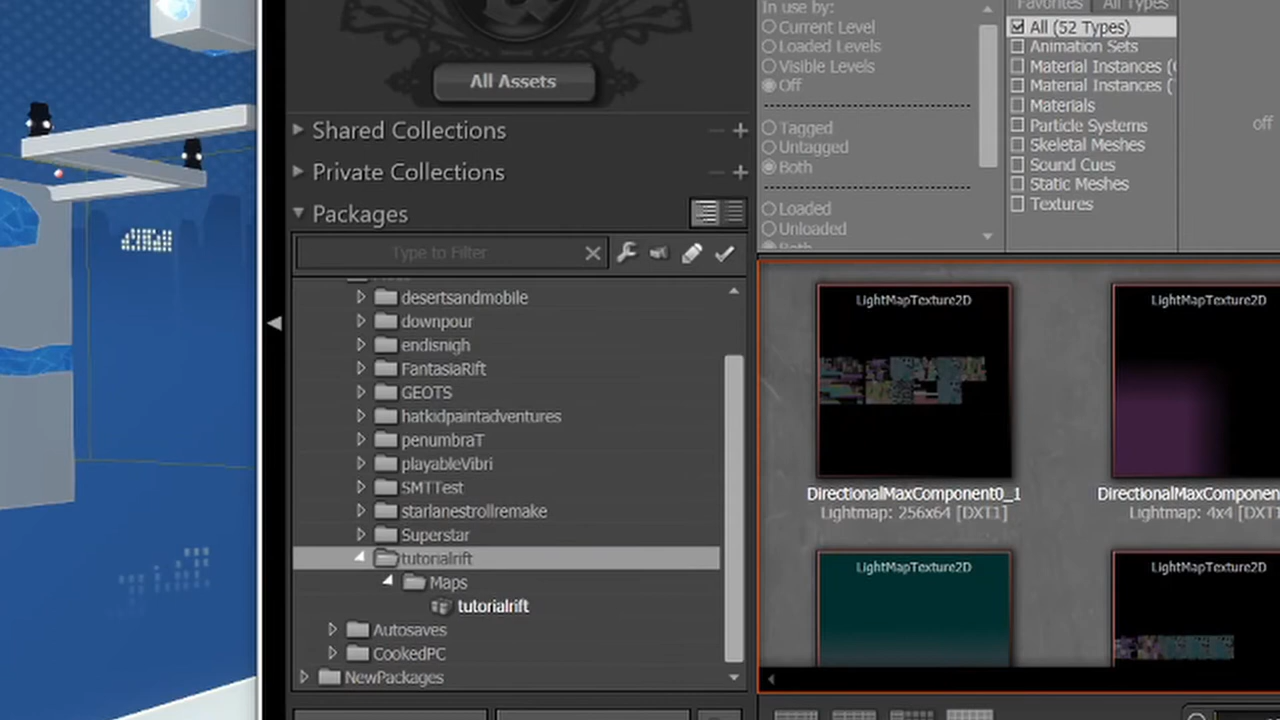 All Assets
Shared Collections
Private Collections
Packages
Type to Filter
desertsandmobile
downpour
endisnigh
FantasiaRift
GEOTS
hatkidpaintadventures
penumbraT
playableVibri
SMTTest
starlanestrollremake
Superstar
tutorialrift
Maps
tutorialrift
Autosaves
CookedPC
NewPackages
In use by:
Current Level
Loaded Levels
Visible Levels
Off
Tagged
Untagged
Both
Loaded
Unloaded
Both
Favorites
All Types
All (52 Types)
Animation Sets
Material Instances (
Material Instances (
Materials
Particle Systems
Skeletal Meshes
Sound Cues
Static Meshes
Textures
off
LightMapTexture2D
DirectionalMaxComponent0_1
Lightmap: 256x64 [DXT1]
LightMapTexture2D
DirectionalMaxComponen
Lightmap: 4x4 [DXT1
LightMapTexture2D
LightMapTexture2D